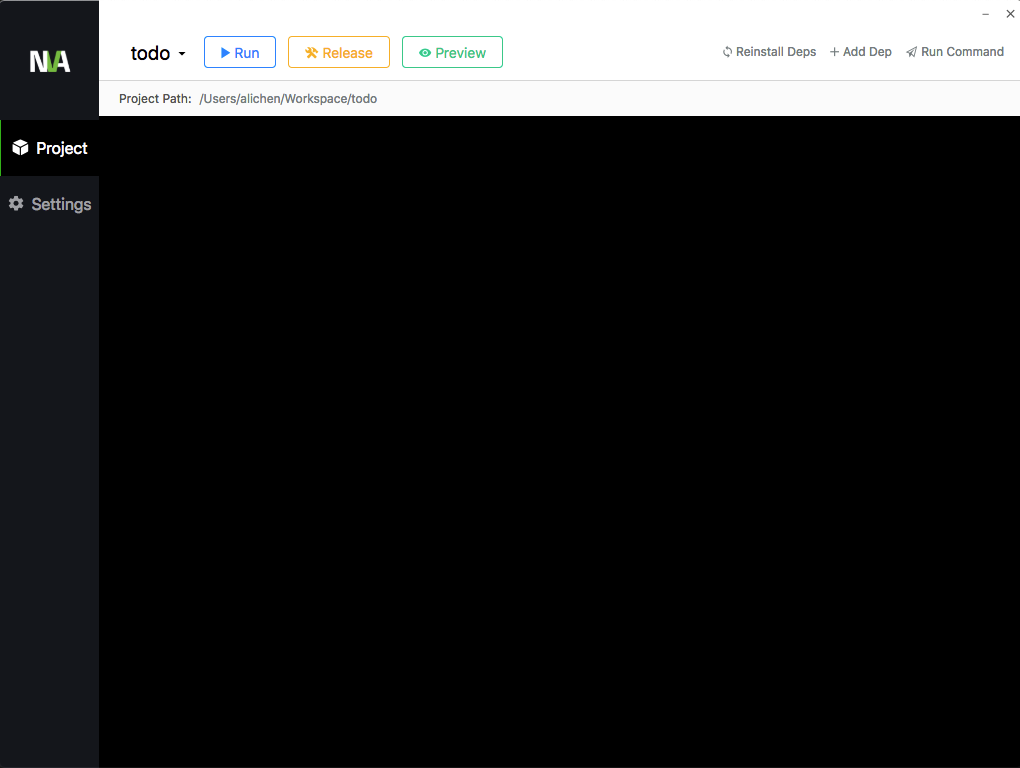 NVA
todo
Run
Release
Preview
Reinstall Deps
Add Dep
Run Command
Project Path: /Users/alichen/Workspace/todo
Project
Settings